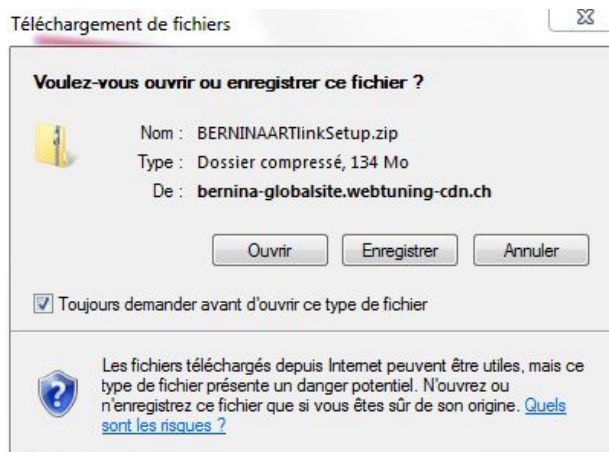 Téléchargement de fichiers
Voulez-vous ouvrir ou enregistrer ce fichier ?
Nom : BERNINAARTlinkSetup.zip
Type : Dossier compressé, 134 Mo
De : bernina-globalsite.webtuning-cdn.ch
Ouvrir Enregistrer Annuler
Toujours demander avant d'ouvrir ce type de fichier
Les fichiers téléchargés depuis Internet peuvent être utiles, mais ce
type de fichier présente un danger potentiel. N'ouvrez ou
n'enregistrez ce fichier que si vous êtes sûr de son origine. Quels
sont les risques ?